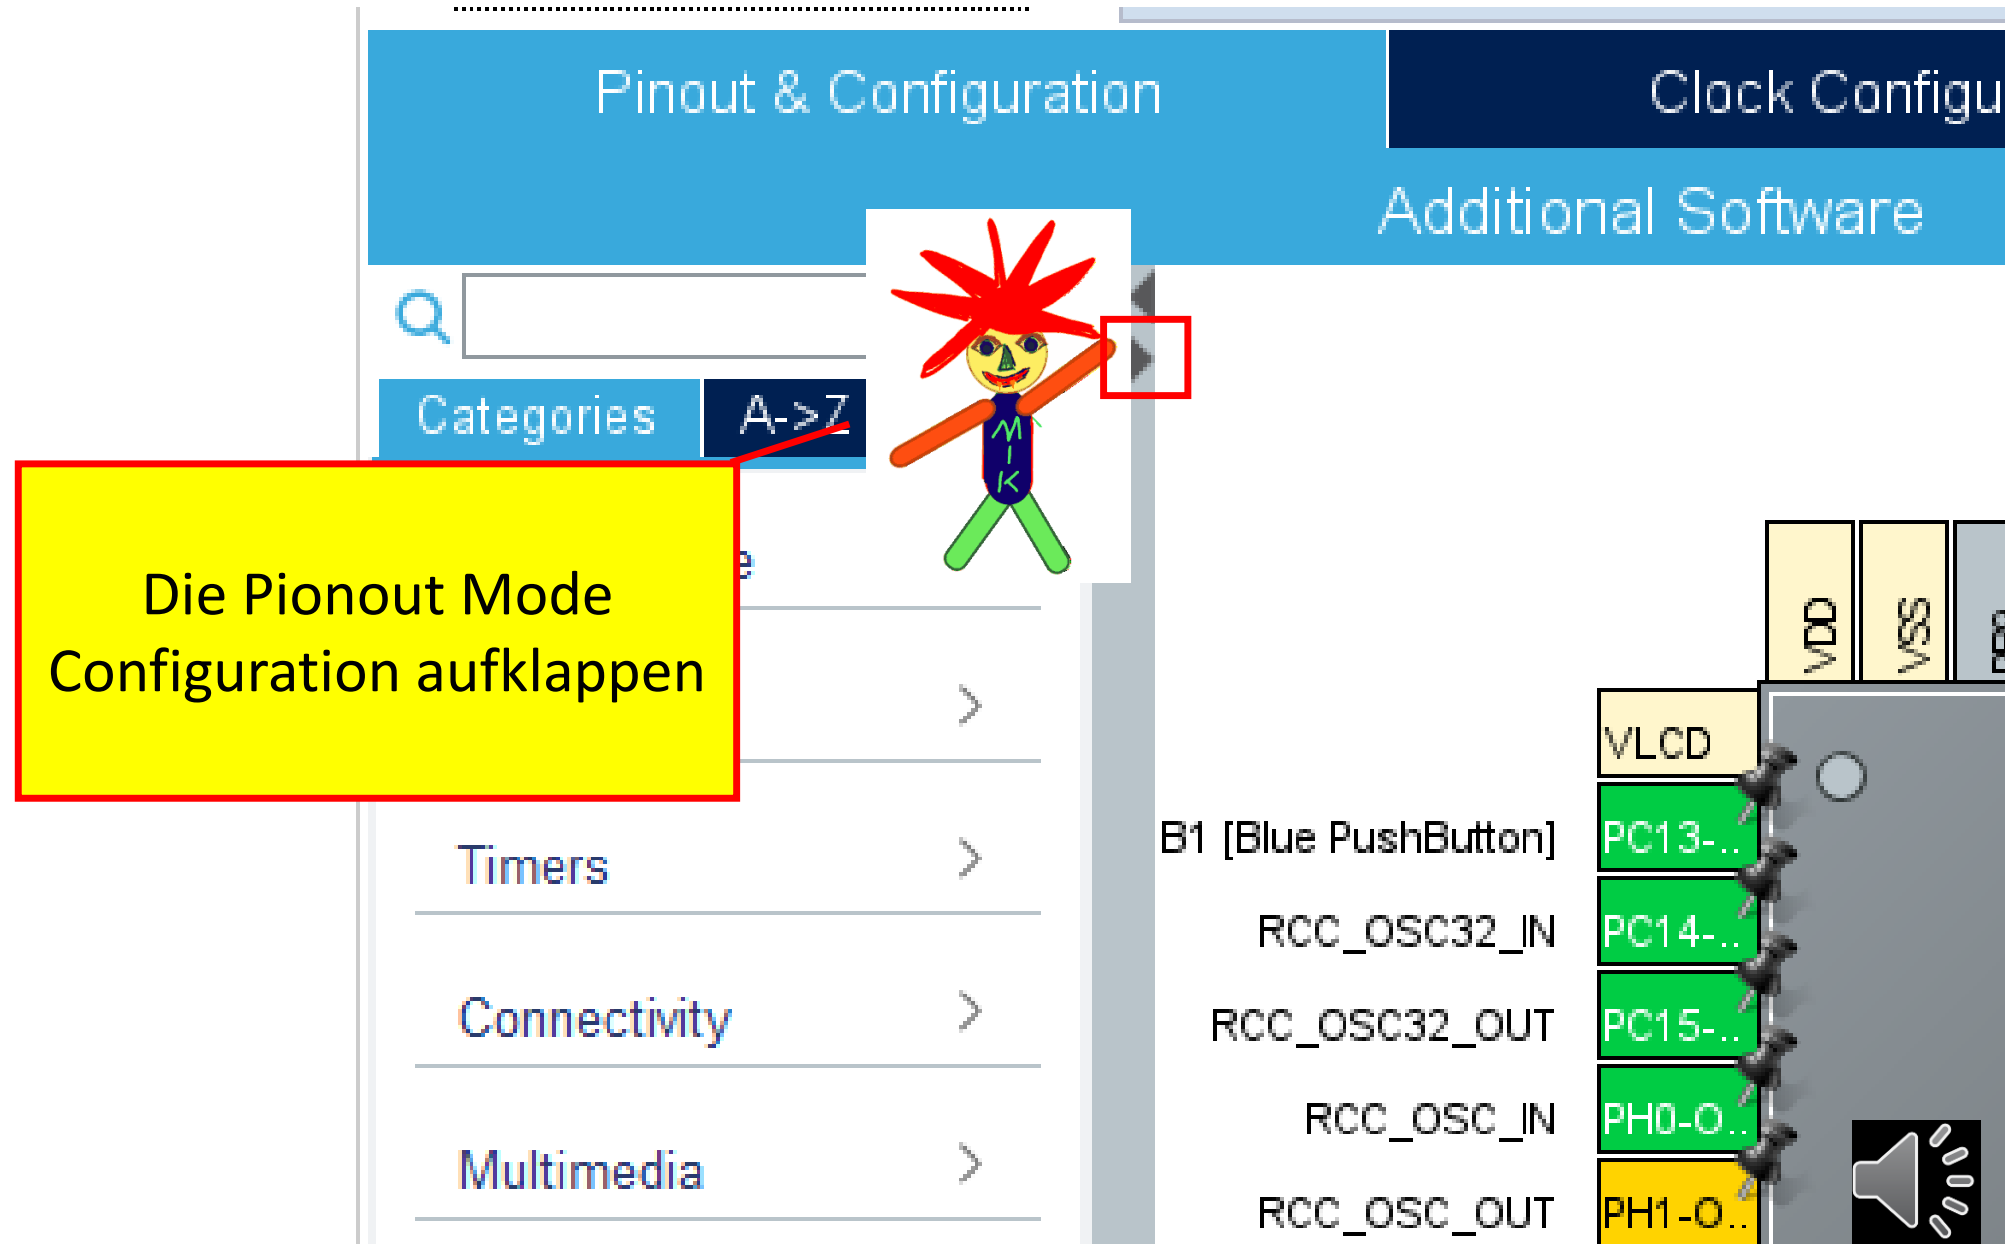 Pinout & Configuration
Clock Configu
Additional Software
Categories
A->Z
MIK
Die Pionout Mode
Configuration aufklappen
e
Timers
Connectivity
Multimedia
VDD
VSS
VLCD
B1 [Blue PushButton]
PC13-..
RCC_OSC32_IN
PC14-..
RCC_OSC32_OUT
PC15-..
RCC_OSC_IN
PH0-O..
RCC_OSC_OUT
PH1-O..